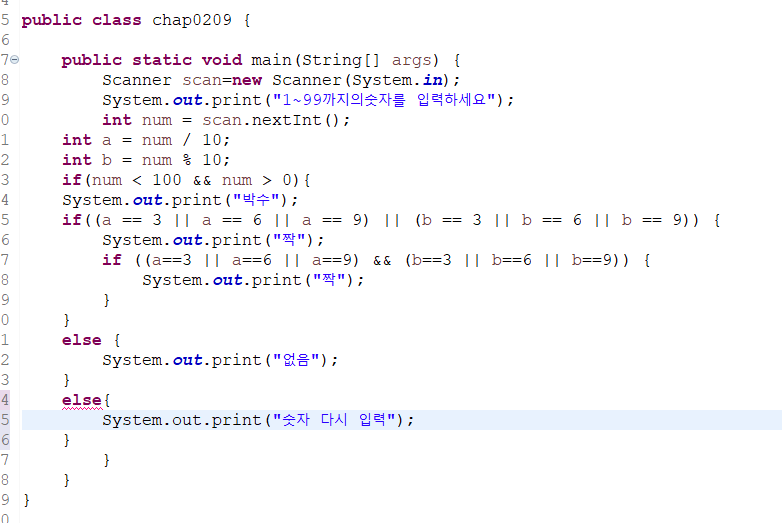 4
5 public class chap0209 {
6
7 public static void main(String[] args) {
8 Scanner scan=new Scanner(System.in);
9 System.out.print("1~99까지의숫자를 입력하세요");
0 int num = scan.nextInt();
1 int a = num / 10;
2 int b = num % 10;
3 if(num < 100 && num > 0){
4 System.out.print("박수");
5 if((a == 3 || a == 6 || a == 9) || (b == 3 || b == 6 || b == 9)) {
6 System.out.print("짝");
7 if ((a==3 || a==6 || a==9) && (b==3 || b==6 || b==9)) {
8 System.out.print("짝");
9 }
0 }
1 else {
2 System.out.print("없음");
3 }
4 else{
5 System.out.print("숫자 다시 입력");
6 }
7 }
8 }
9 }
0